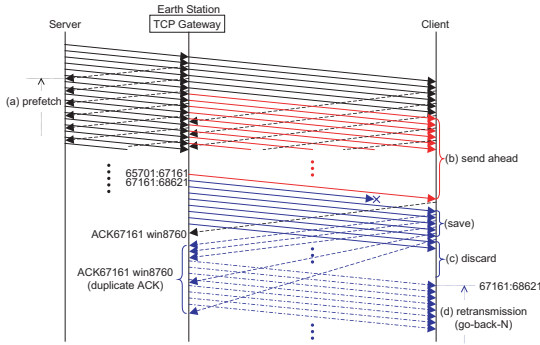 Earth Station
Server
TCP Gateway
Client
(a) prefetch
(b) send ahead
65701:67161
67161:68621
(save)
ACK67161 win8760
(c) discard
ACK67161 win8760
(duplicate ACK)
67161:68621
(d) retransmission
(go-back-N)